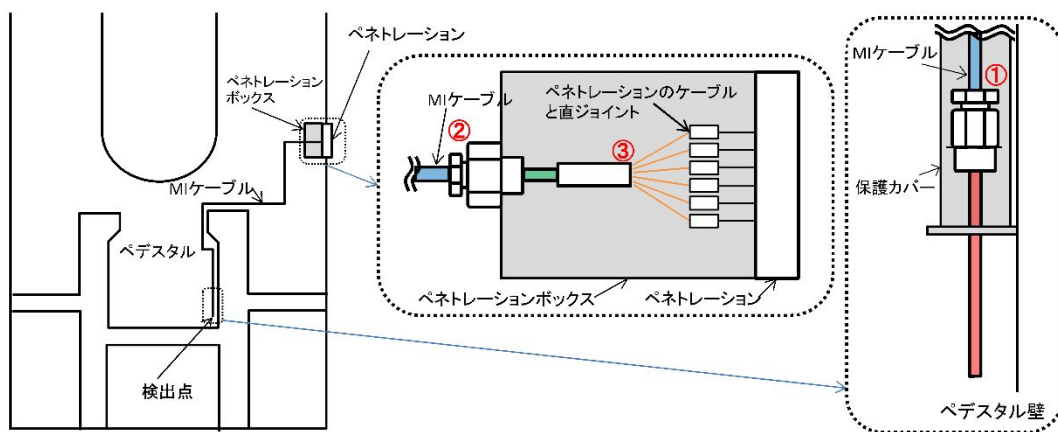 ペネトレーション
ペネトレーション
ボックス
MIケーブル
ペデスタル
検出点
MIケーブル
②
ペネトレーションのケーブル
と直ジョイント
③
ペネトレーションボックス
ペネトレーション
MIケーブル
①
保護カバー
ペデスタル壁